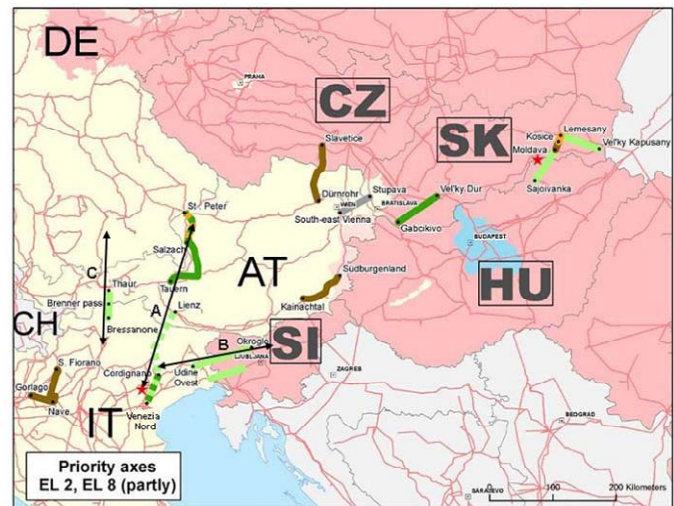 DE
PRAHA
CZ
Slavetice
SK
Kosice
Lemesany
Moldava
Vel'ky Kapusany
Sajoivanka
St. Peter
Dürnrohr
Stupava
WIEN
BRATISLAVA
Vel'ky Dur
South-east Vienna
Gabcikivo
BUDAPEST
Salzach
C
AT
Südburgenland
Tauern
Thaur
Brenner pass
A
Lienz
HU
Kainachtal
CH
Bressanone
Okroglo
SI
B
LJUBLJANA
S. Fiorano
Cordignano
Udine
Ovest
ZAGREB
Gorlago
Nave
IT
Venezia
Nord
BEOGRAD
Priority axes
EL 2, EL 8 (partly)
0 100 200 Kilometers
SARAJEVO